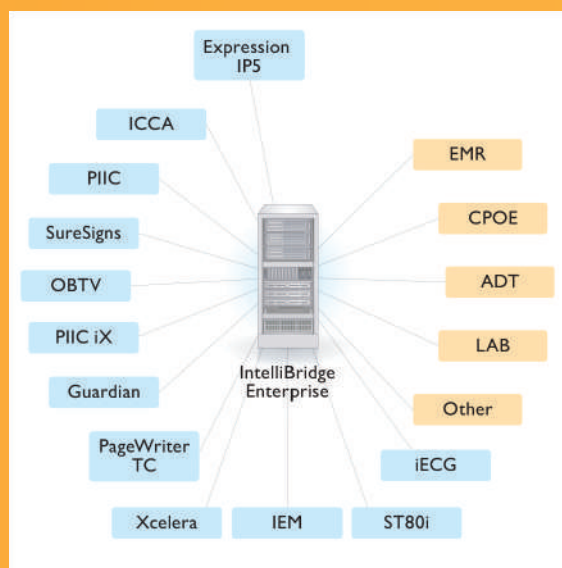 Expression
IP5
ICCA
EMR
PIIC
CPOE
SureSigns
ADT
OBTV
PIIC iX
LAB
IntelliBridge
Enterprise
Guardian
Other
PageWriter
TC
iECG
Xcelera
IEM
ST80i